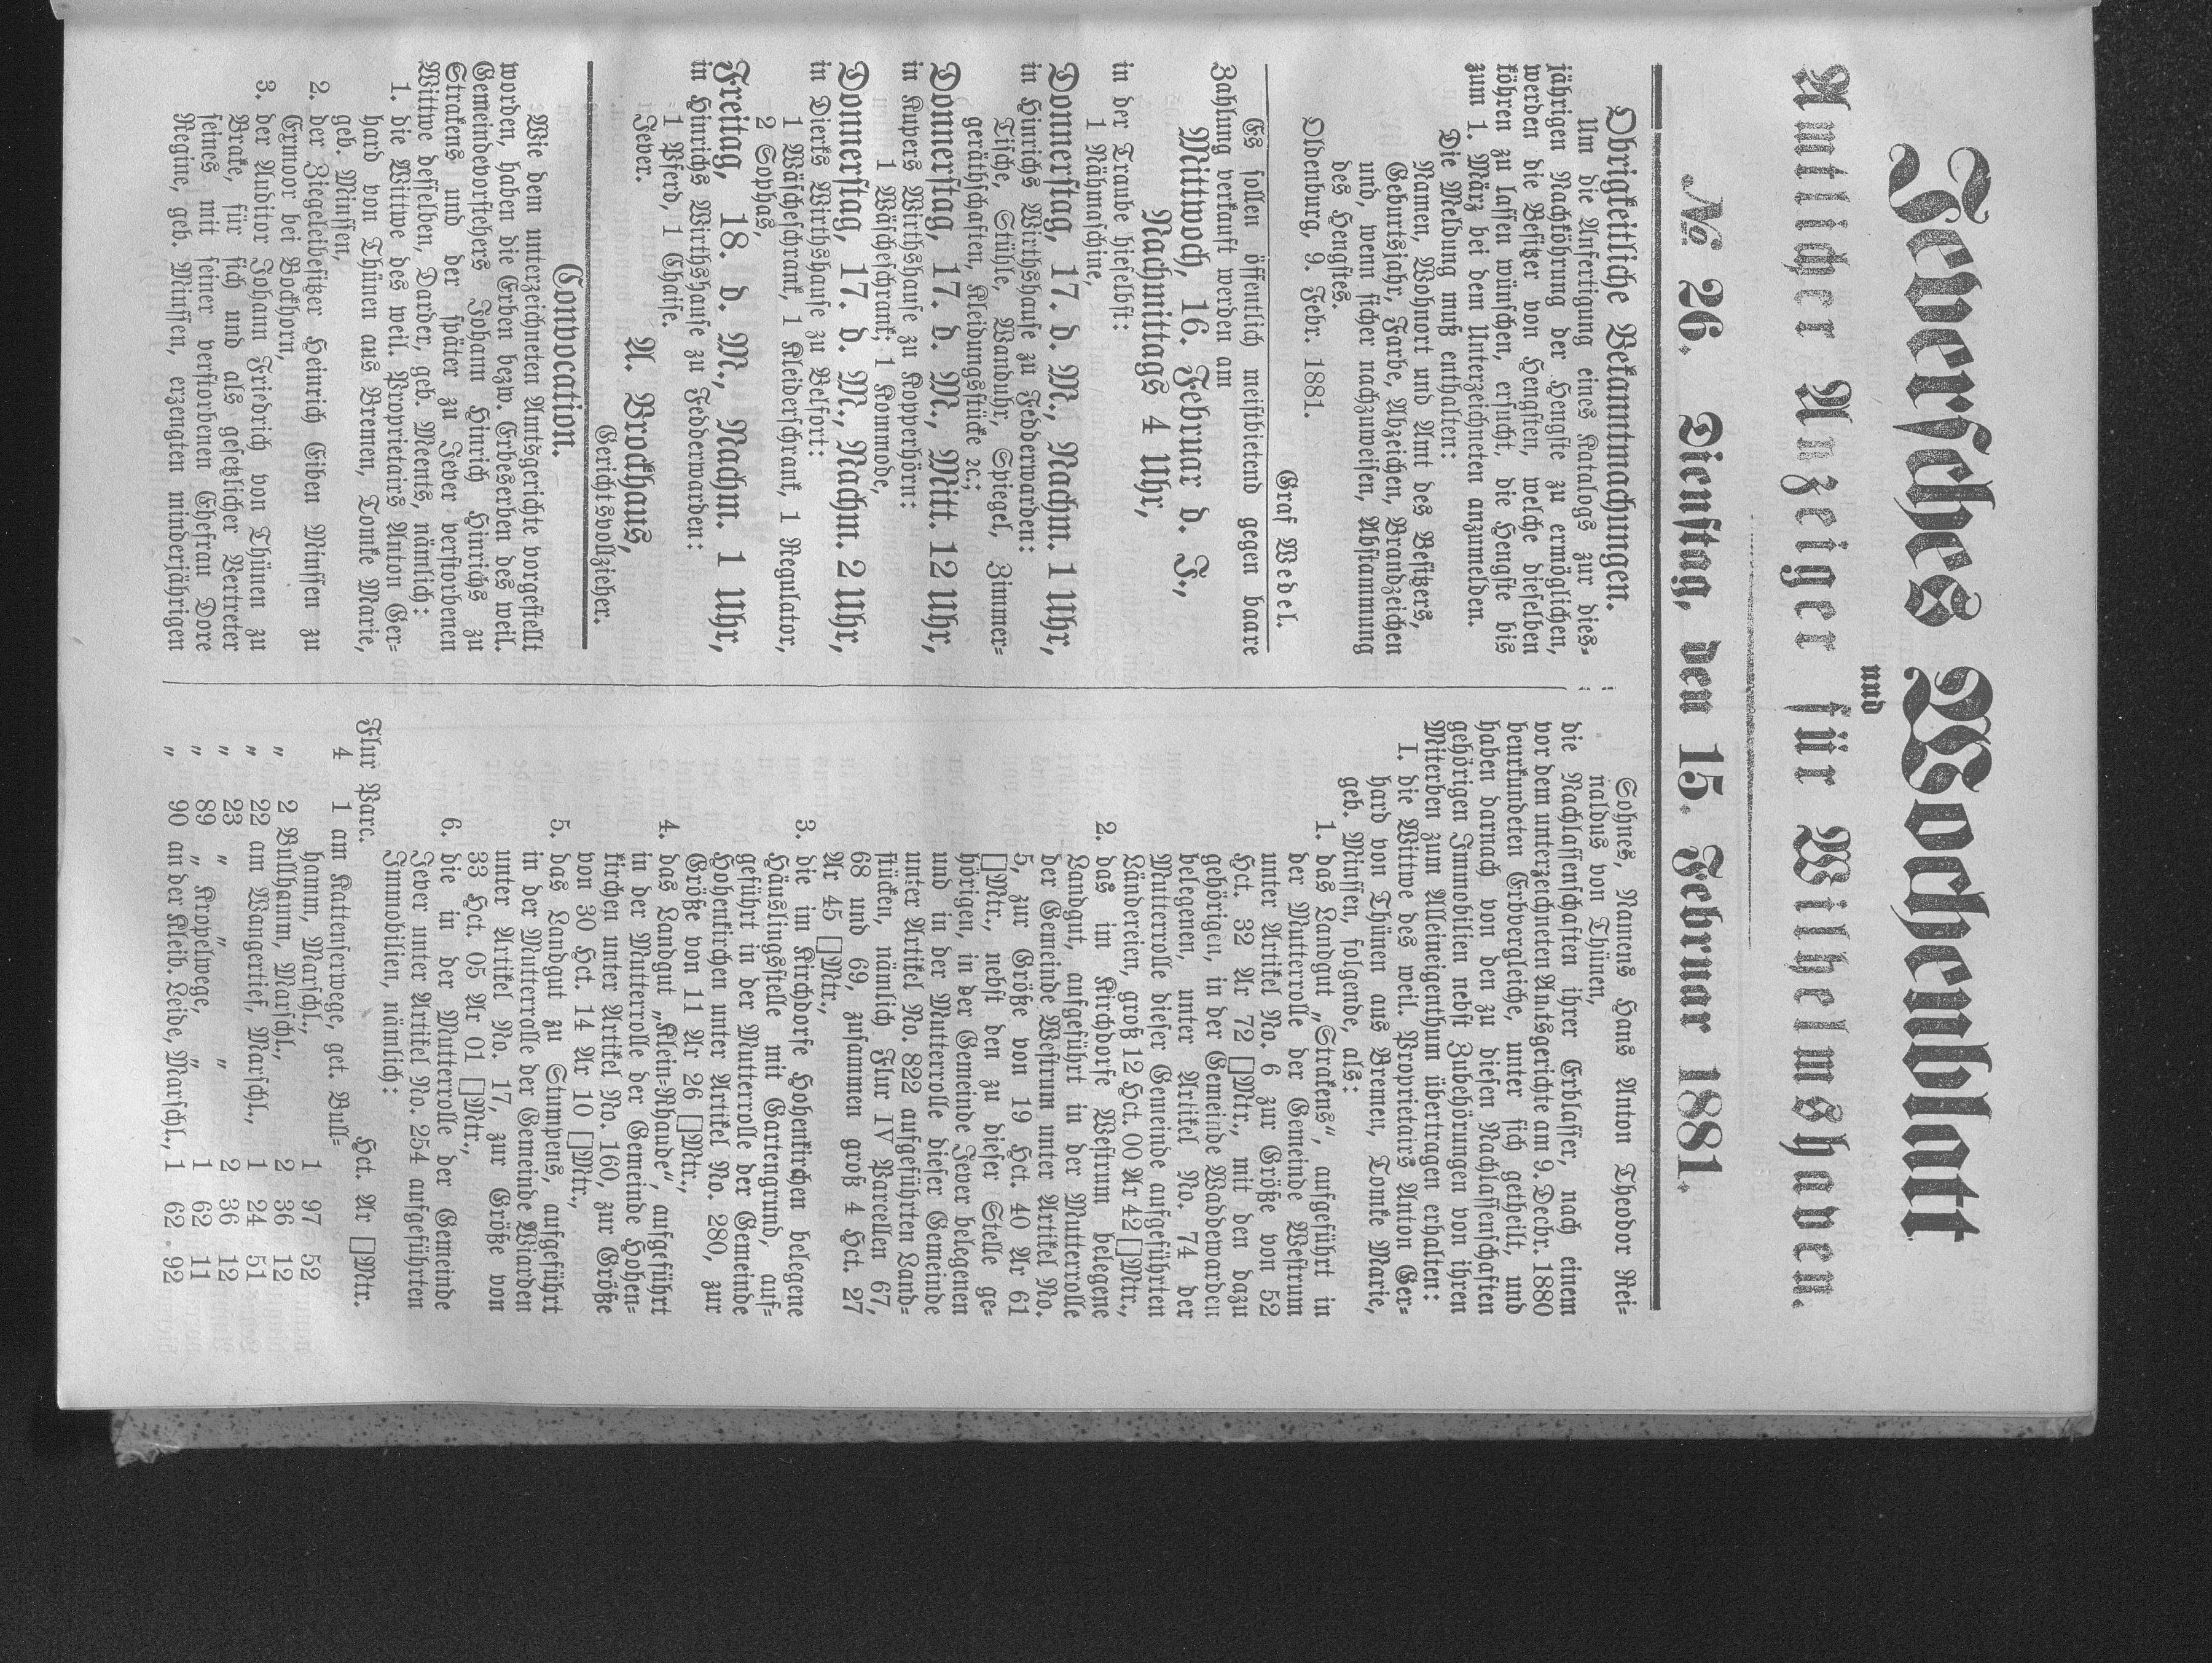 Jeversches Wochenblatt
und
Amtlicher Anzeiger für Wilhelmshaven.
№ 26. Dienstag, den 15. Februar 1881.
Obrigkeitliche Bekanntmachungen.
Um die Anfertigung eines Katalogs zur dies-
jährigen Nachköhrung der Hengste zu ermöglichen,
werden die Besitzer von Hengsten, welche dieselben
köhren zu lassen wünschen, ersucht, die Hengste bis
zum 1. März bei dem Unterzeichneten anzumelden.
Die Meldung muß enthalten:
Namen, Wohnort und Amt des Besitzers,
Geburtsjahr, Farbe, Abzeichen, Brandzeichen
und, wenn sicher nachzuweisen, Abstammung
des Hengstes.
Oldenburg, 9. Febr. 1881.
Graf Wedel.
Es sollen öffentlich meistbietend gegen baare
Zahlung verkauft werden am
Mittwoch, 16. Februar d. J.,
Nachmittags 4 Uhr,
in der Traube hieselbst:
1 Nähmaschine,
Donnerstag, 17. d. M., Nachm. 1 Uhr,
in Hinrichs Wirthshause zu Fedderwarden:
Tische, Stühle, Wanduhr, Spiegel, Zimmer-
geräthschaften, Kleidungsstücke ꝛc.;
1 Wäscheschrank; 1 Kommode,
Donnerstag, 17. d. M., Mitt. 12 Uhr,
in Kupers Wirthshause zu Kopperhörn:
Donnerstag, 17. d. M., Nachm. 2 Uhr,
in Dierks Wirthshause zu Belfort:
1 Wäscheschrank, 1 Kleiderschrank, 1 Regulator,
2 Sophas,
Freitag, 18. d. M., Nachm. 1 Uhr,
in Hinrichs Wirthshause zu Fedderwarden:
1 Pferd, 1 Chaise.
Jever.
A. Brockhaus,
Gerichtsvollzieher.
Convocation.
Wie dem unterzeichneten Amtsgerichte vorgestellt
worden, haben die Erben bezw. Erbeserben des weil.
Gemeindevorstehers Johann Hinrich Hinrichs zu
Strakens und der später zu Jever verstorbenen
Wittwe desselben, Darder, geb. Meents, nämlich:
1. die Wittwe des weil. Proprietairs Anton Ger-
hard von Thünen aus Bremen, Tomke Marie,
geb. Minssen,
2. der Ziegeleibesitzer Heinrich Eiben Minssen zu
Ermoor bei Bockhorn,
3. der Auditor Johann Friedrich von Thünen zu
Brake, für sich und als gesetzlicher Vertreter
seines mit seiner verstorbenen Ehefrau Dore
Regine, geb. Minssen, erzeugten minderjährigen
Sohnes, Namens Hans Anton Theodor Rei-
naldus von Thünen,
die Nachlassenschaften ihrer Erblasser, nach einem
vor dem unterzeichneten Amtsgerichte am 9. Decbr. 1880
beurkundeten Erbvergleiche, unter sich getheilt, und
haben darnach von den zu diesen Nachlassenschaften
gehörigen Immobilien nebst Zubehörungen von ihren
Miterben zum Alleineigenthum übertragen erhalten:
I. die Wittwe des weil. Proprietairs Anton Ger-
hard von Thünen aus Bremen, Tomke Marie,
geb. Minssen, folgende, als:
1. das Landgut „Strakens“, aufgeführt in
der Mutterrolle der Gemeinde Westrum
unter Artikel No. 6 zur Größe von 52
Hct. 32 Ar 72 □Mtr., mit den dazu
gehörigen, in der Gemeinde Waddewarden
belegenen, unter Artikel No. 74 der
Mutterrolle dieser Gemeinde aufgeführten
Ländereien, groß 12 Hct. 00 Ar 42 □Mtr.,
2. das im Kirchdorfe Westrum belegene
Landgut, aufgeführt in der Mutterrolle
der Gemeinde Westrum unter Artikel No.
5, zur Größe von 19 Hct. 40 Ar 61
□Mtr., nebst den zu dieser Stelle ge-
hörigen, in der Gemeinde Jever belegenen
und in der Mutterrolle dieser Gemeinde
unter Artikel No. 822 aufgeführten Land-
stücken, nämlich Flur IV Parcellen 67,
68 und 69, zusammen groß 4 Hct. 27
Ar 45 □Mtr.,
3. die im Kirchdorfe Hohenkirchen belegene
Häuslingsstelle mit Gartengrund, auf-
geführt in der Mutterrolle der Gemeinde
Hohenkirchen unter Artikel No. 280, zur
Größe von 11 Ar 26 □Mtr.,
4. das Landgut „Klein-Rhaude“, aufgeführt
in der Mutterrolle der Gemeinde Hohen-
kirchen unter Artikel No. 160, zur Größe
von 30 Hct. 14 Ar 10 □Mtr.,
5. das Landgut zu Stumpens, aufgeführt
in der Mutterrolle der Gemeinde Wiarden
unter Artikel No. 17, zur Größe von
33 Hct. 05 Ar 01 □Mtr.,
6. die in der Mutterrolle der Gemeinde
Jever unter Artikel No. 254 aufgeführten
Immobilien, nämlich:
Flur Parc. Hct. Ar □Mtr.
4 1 am Kattenserwege, get. Bull-
hamm, Marschl., 1 97 52
„ 2 Bullhamm, Marschl., 2 36 12
„ 22 am Wangertief, Marschl., 1 24 51
„ 23 „ „ „ 2 36 12
„ 89 „ Kropelwege, „ 1 62 11
„ 90 an der Kleib. Leide, Marschl., 1 62 92